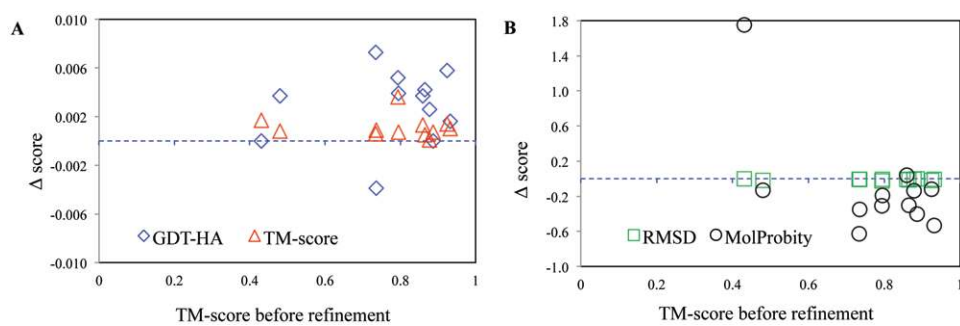 A
Δ score
0.010
0.006
0.002
-0.002
-0.006
-0.010
0
0.2
0.4
0.6
0.8
1
GDT-HA
TM-score
TM-score before refinement
B
Δ score
1.8
1.4
1.0
0.6
0.2
-0.2
-0.6
-1.0
0
0.2
0.4
0.6
0.8
1
RMSD
MolProbity
TM-score before refinement